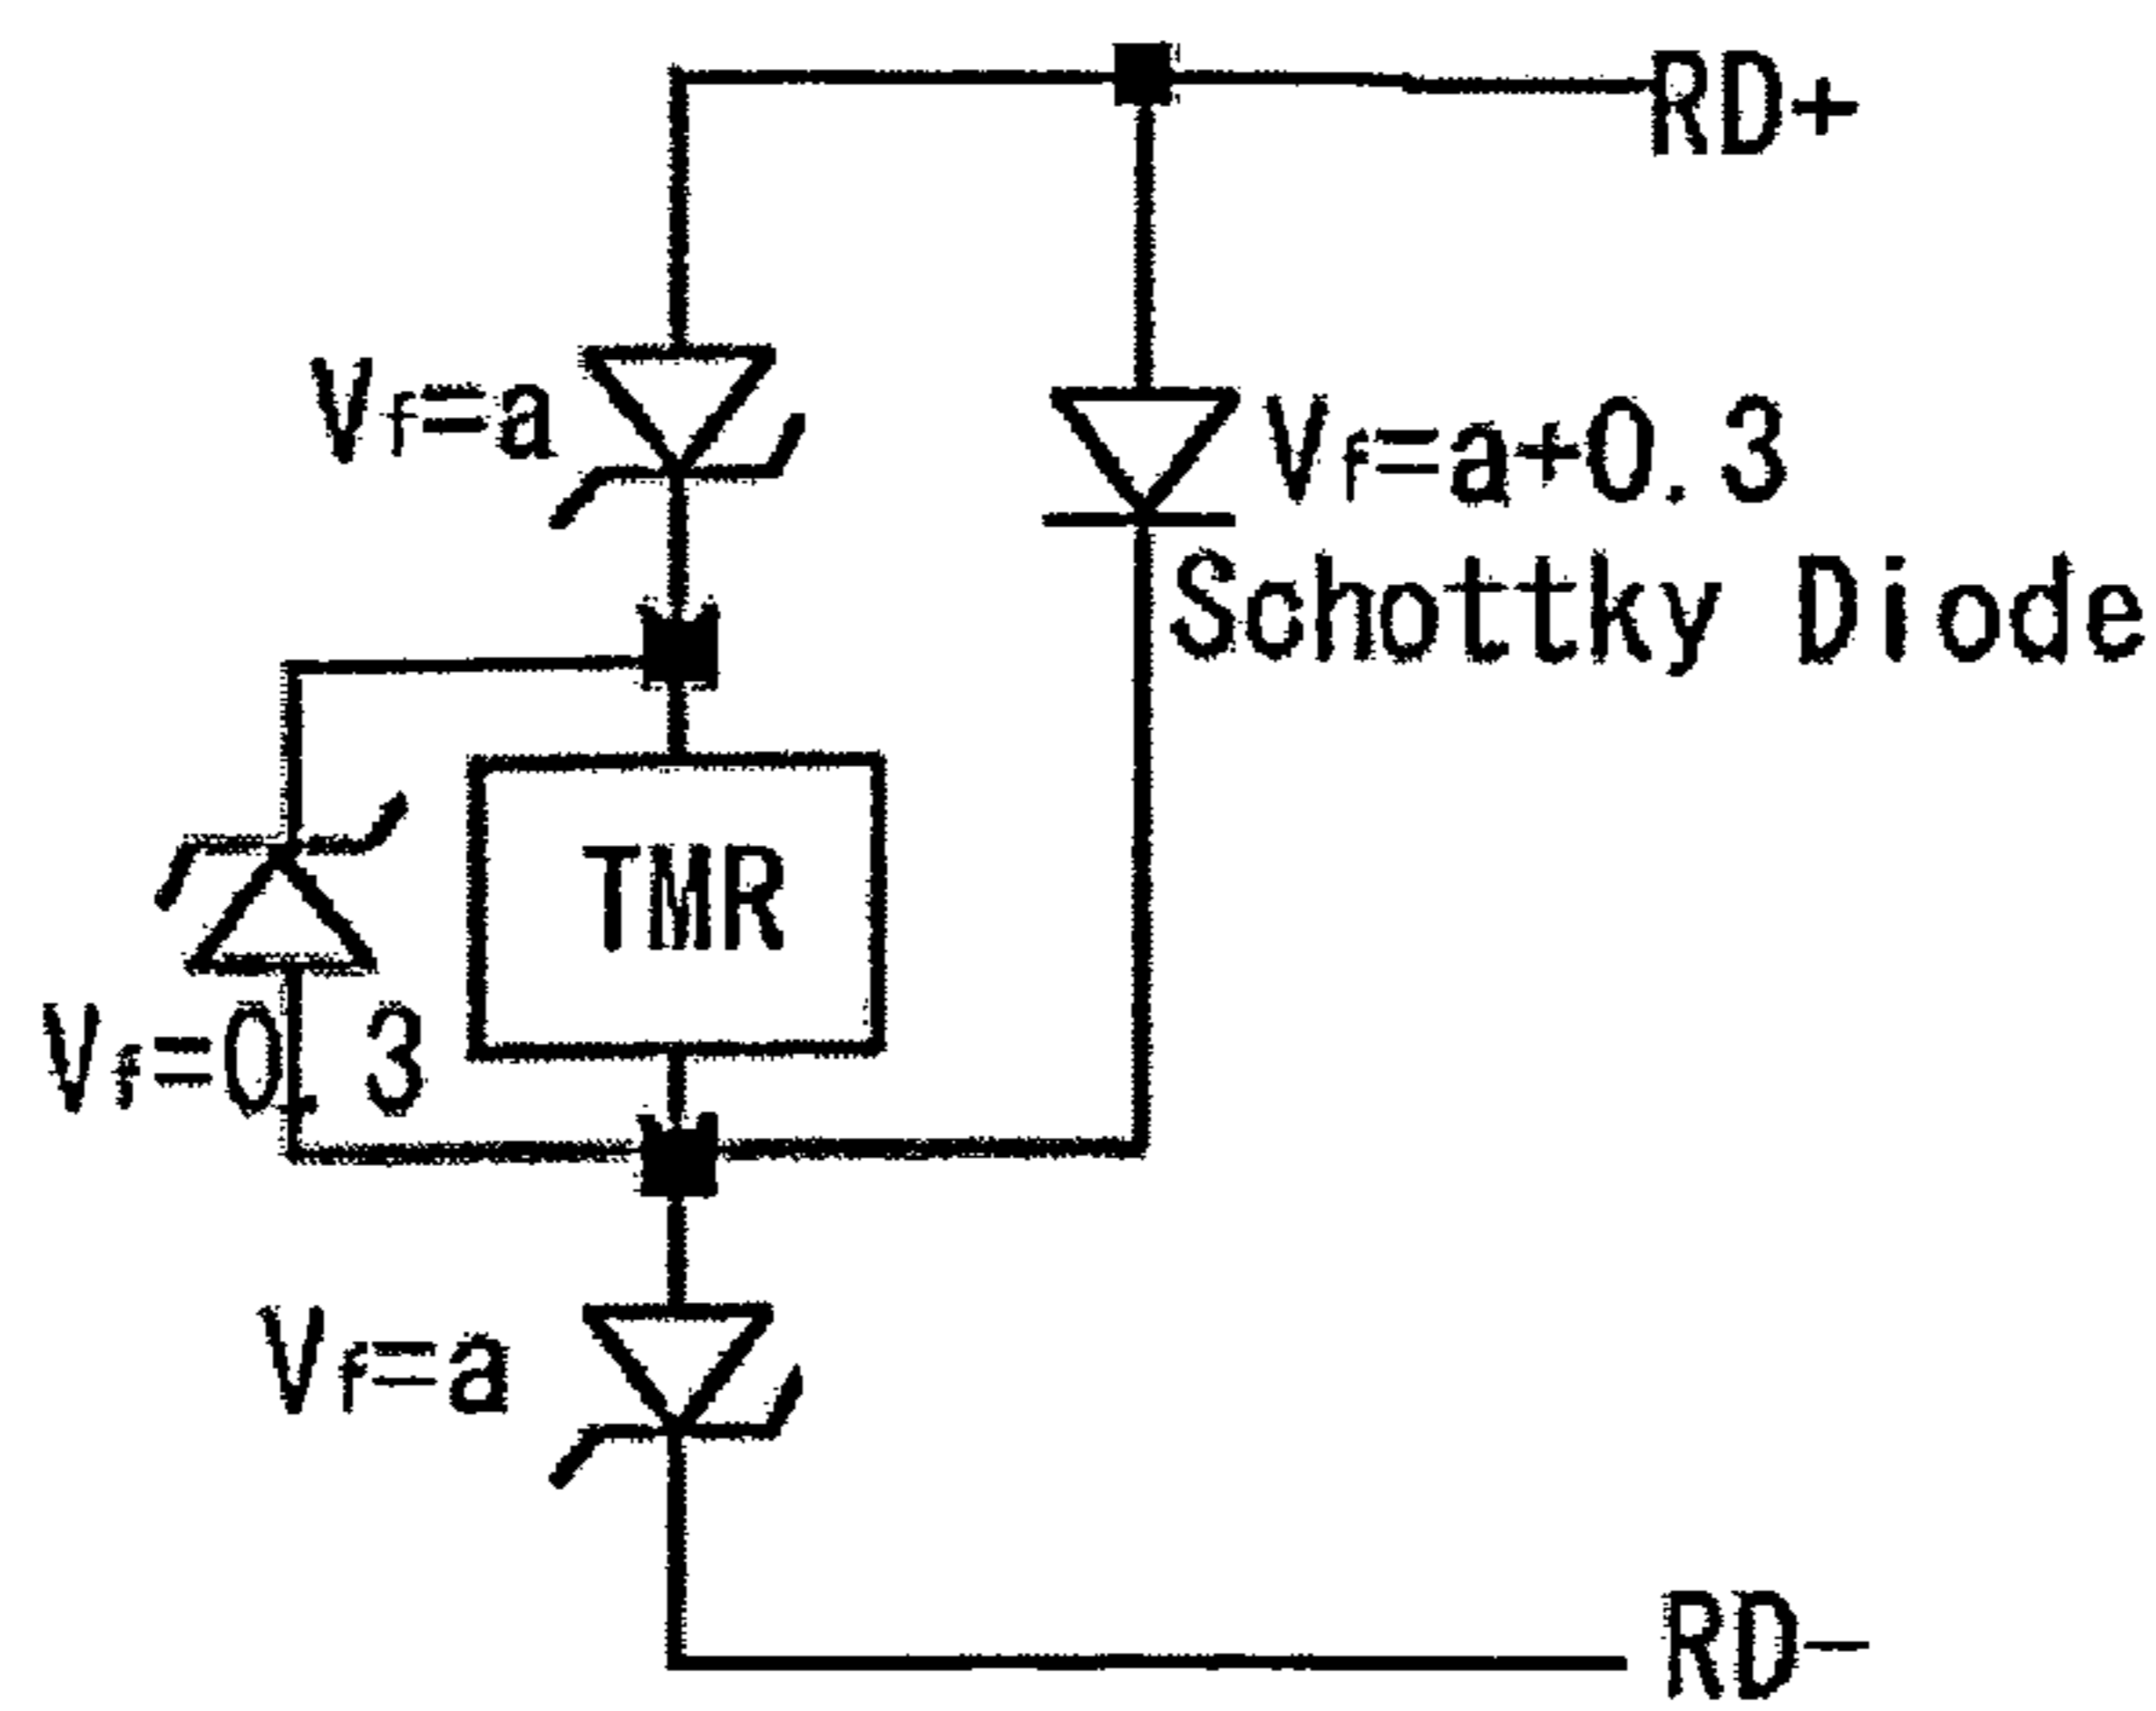 RD+
Vf=a
Vf=a+0.3
Schottky Diode
TMR
Vf=0.3
Vf=a
RD-